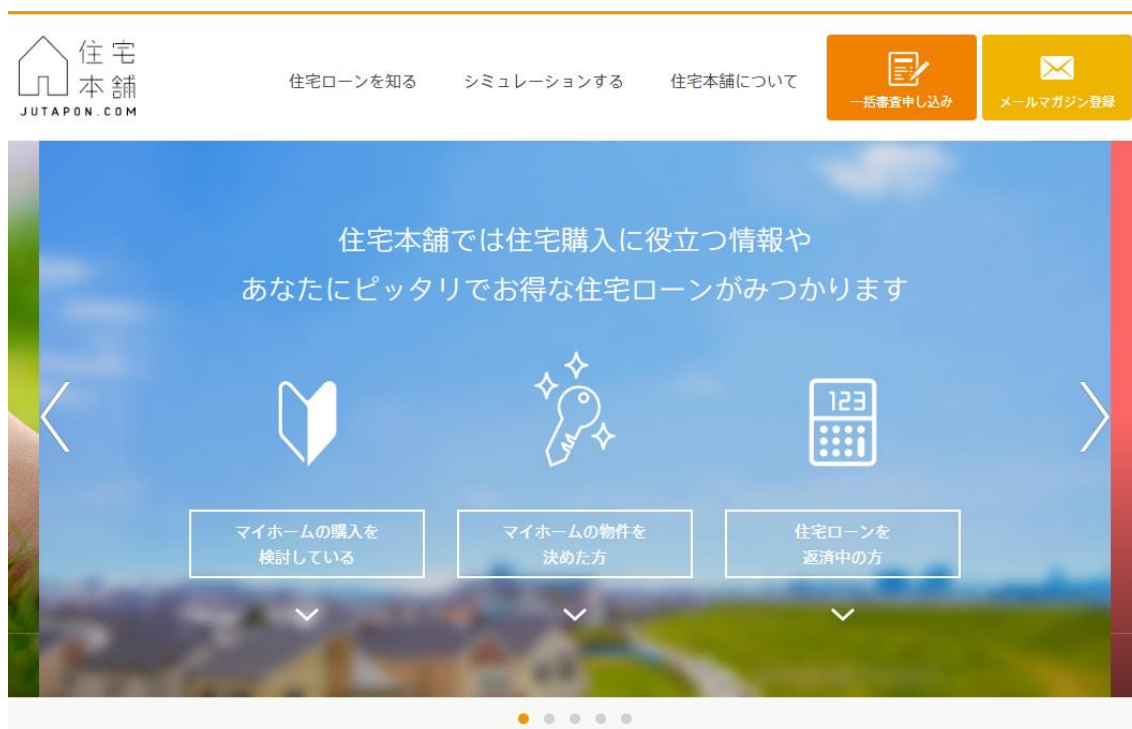 住宅
本舗
JUTAPON.COM
住宅ローンを知る
シミュレーションする
住宅本舗について
一括審査申し込み
メールマガジン登録
住宅本舗では住宅購入に役立つ情報や
あなたにピッタリでお得な住宅ローンがみつかります
123
マイホームの購入を
検討している
マイホームの物件を
決めた方
住宅ローンを
返済中の方